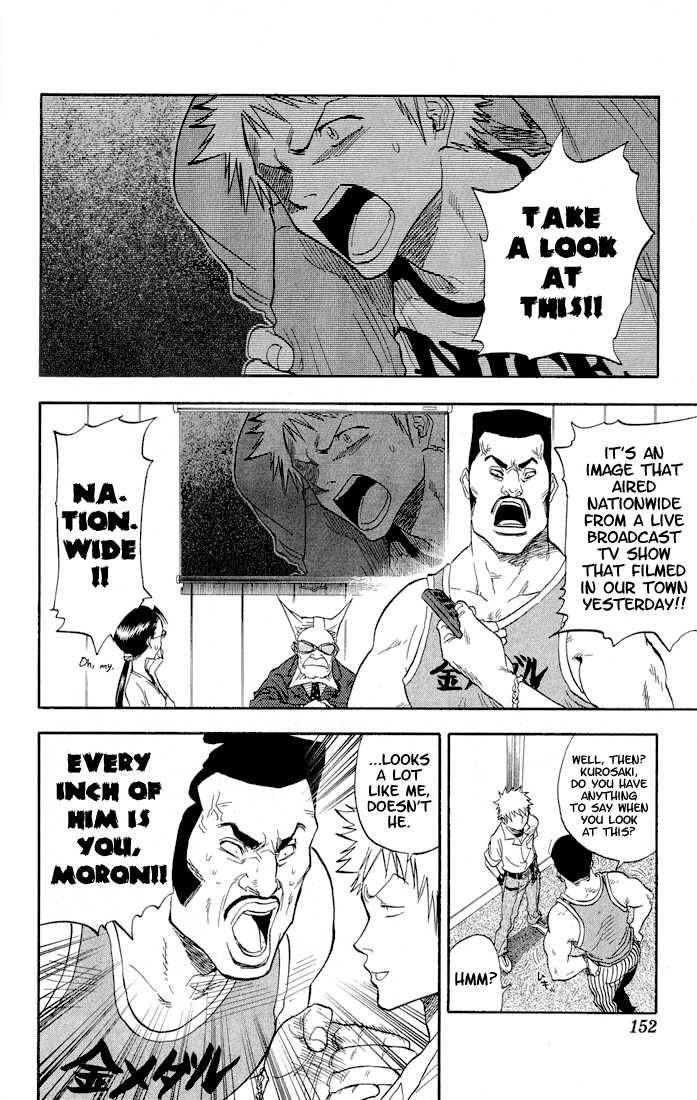 TAKE
A LOOK
AT
THIS!!
NICE
IT'S AN
IMAGE THAT
AIRED
NATIONWIDE
FROM A LIVE
BROADCAST
TV SHOW
THAT FILMED
IN OUR TOWN
YESTERDAY!!
NA-
TION-
WIDE
!!
Oh, my.
金メダル
WELL, THEN?
KUROSAKI,
DO YOU HAVE
ANYTHING
TO SAY WHEN
YOU LOOK
AT THIS?
HMM?
...LOOKS
A LOT
LIKE ME,
DOESN'T
HE.
EVERY
INCH OF
HIM IS
YOU,
MORON!!
金メダル
152